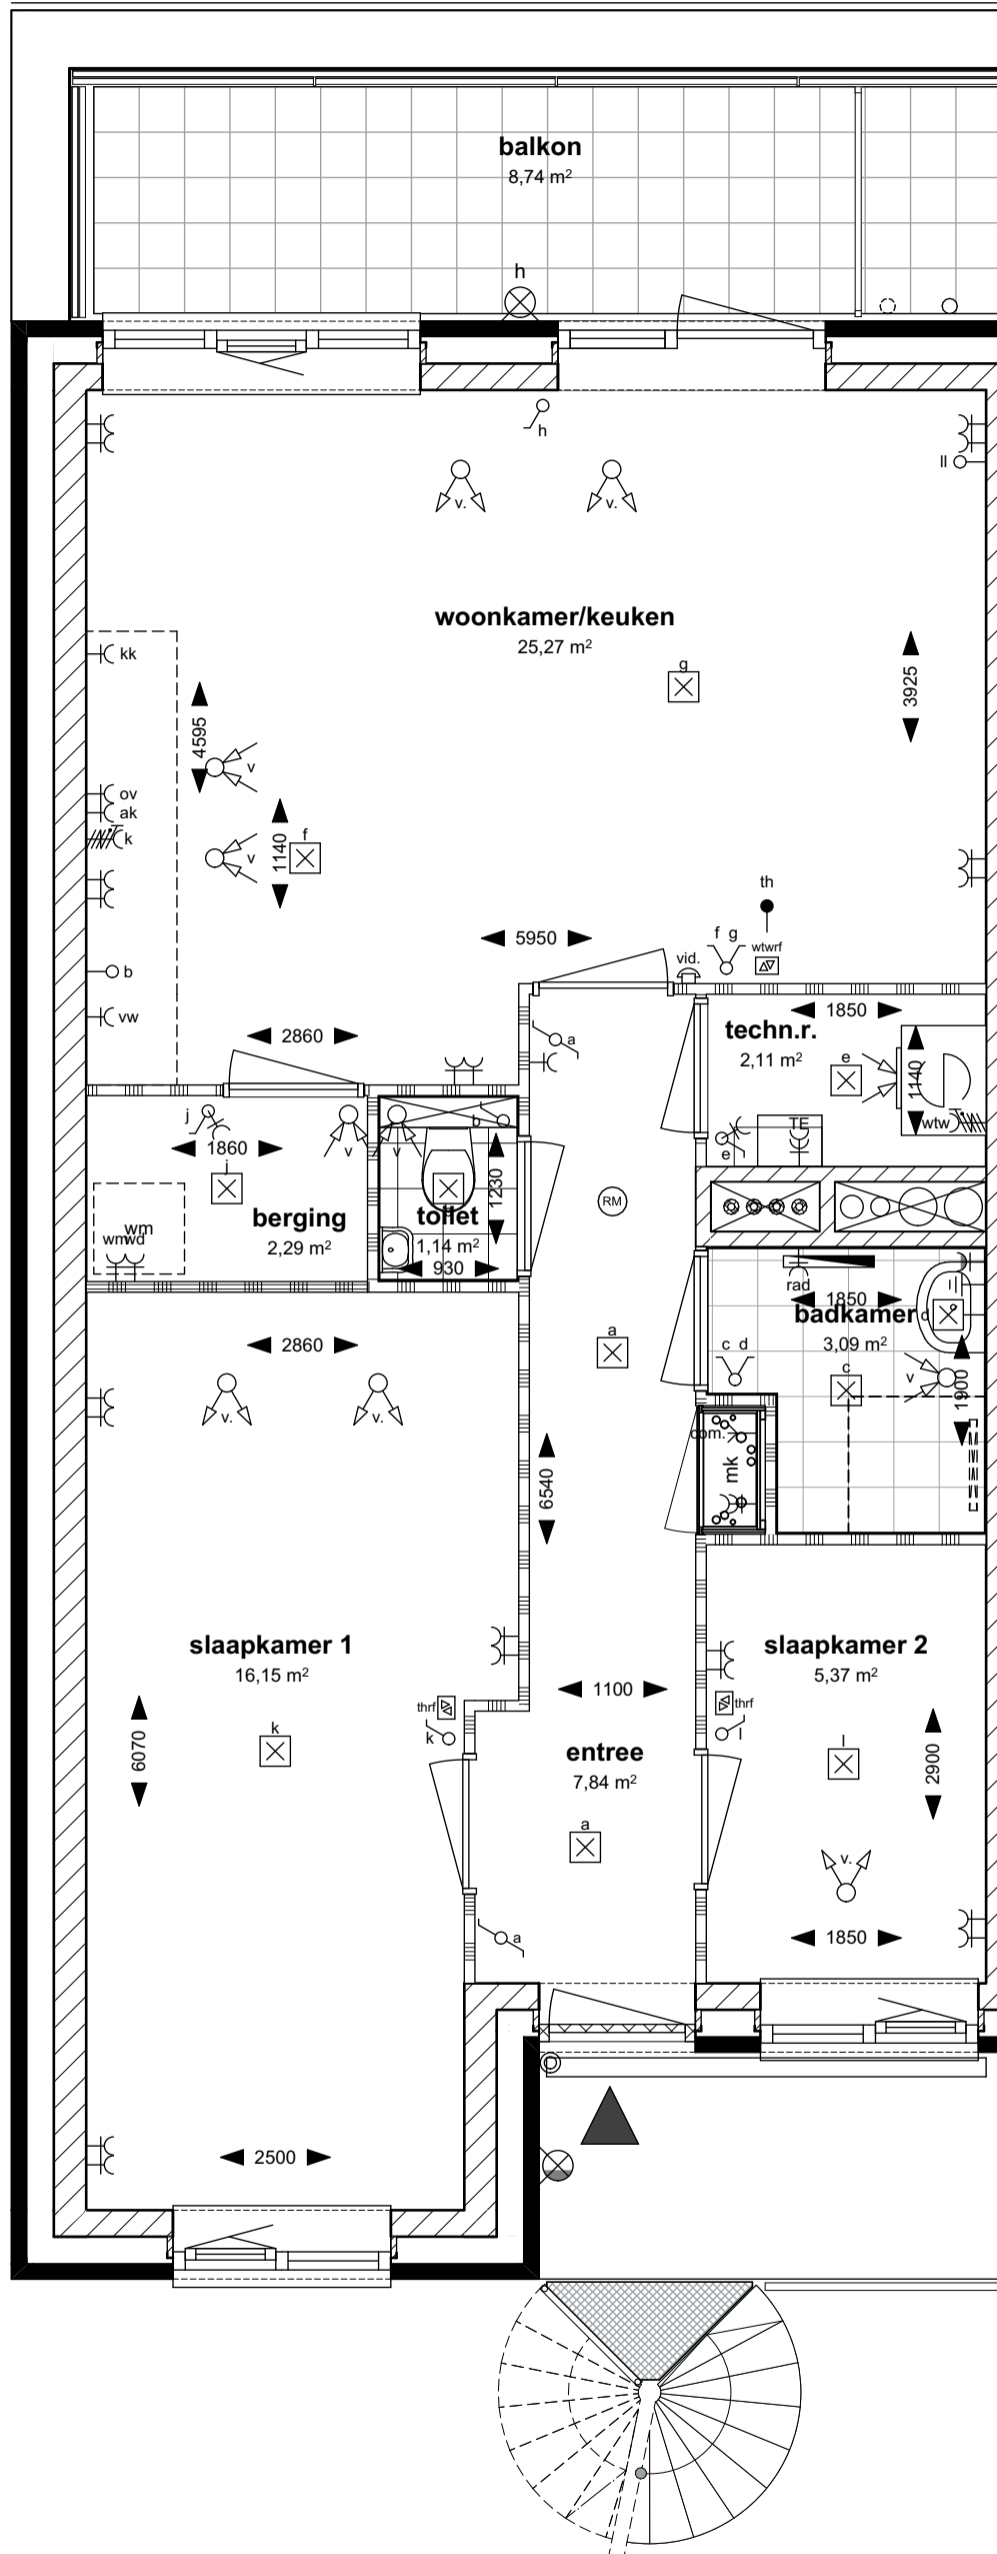 balkon
8,74 m²
h
h
ll
v.
v.
woonkamer/keuken
25,27 m²
kk
g
3925
4595
v
ov
ak
k
1140
f
v
th
f g
5950
vid.
wtwrf
b
vw
2860
a
techn.r.
1850
2,11 m²
e
1140
j
b
TE
wtw
1860
v
v
e
j
1230
RM
berging
2,29 m²
toilet
1,14 m²
wm
wm
wd
930
rad
1850
badkamer
d
3,09 m²
2860
a
c d
c
v
1900
v.
v.
com.
mk
6540
slaapkamer 1
16,15 m²
slaapkamer 2
5,37 m²
1100
thrf
k
thrf
l
6070
k
entree
7,84 m²
l
2900
a
v.
a
1850
2500